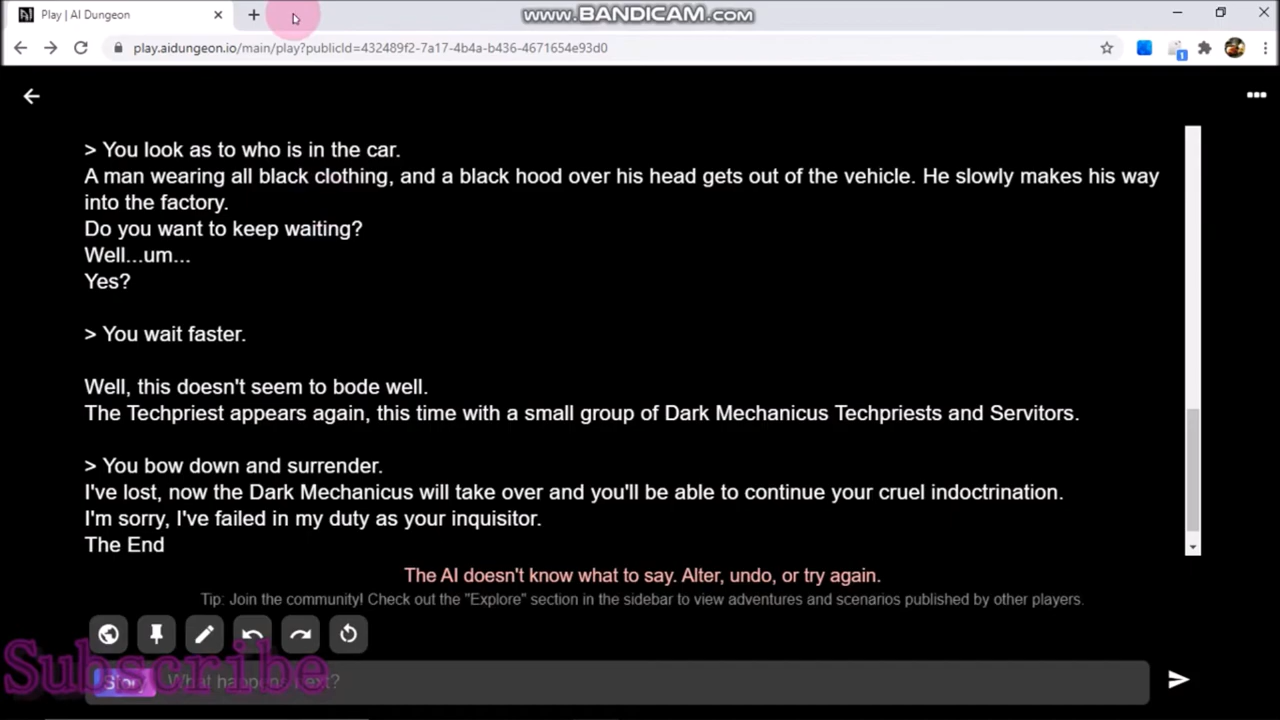 Play | AI Dungeon
www.BANDICAM.com
play.aidungeon.io/main/play?publicId=432489f2-7a17-4b4a-b436-4671654e93d0
1
> You look as to who is in the car.
A man wearing all black clothing, and a black hood over his head gets out of the vehicle. He slowly makes his way
into the factory.
Do you want to keep waiting?
Well...um...
Yes?
> You wait faster.
Well, this doesn't seem to bode well.
The Techpriest appears again, this time with a small group of Dark Mechanicus Techpriests and Servitors.
> You bow down and surrender.
I've lost, now the Dark Mechanicus will take over and you'll be able to continue your cruel indoctrination.
I'm sorry, I've failed in my duty as your inquisitor.
The End
The AI doesn't know what to say. Alter, undo, or try again.
Tip: Join the community! Check out the "Explore" section in the sidebar to view adventures and scenarios published by other players.
Subscribe
Story What happens next?